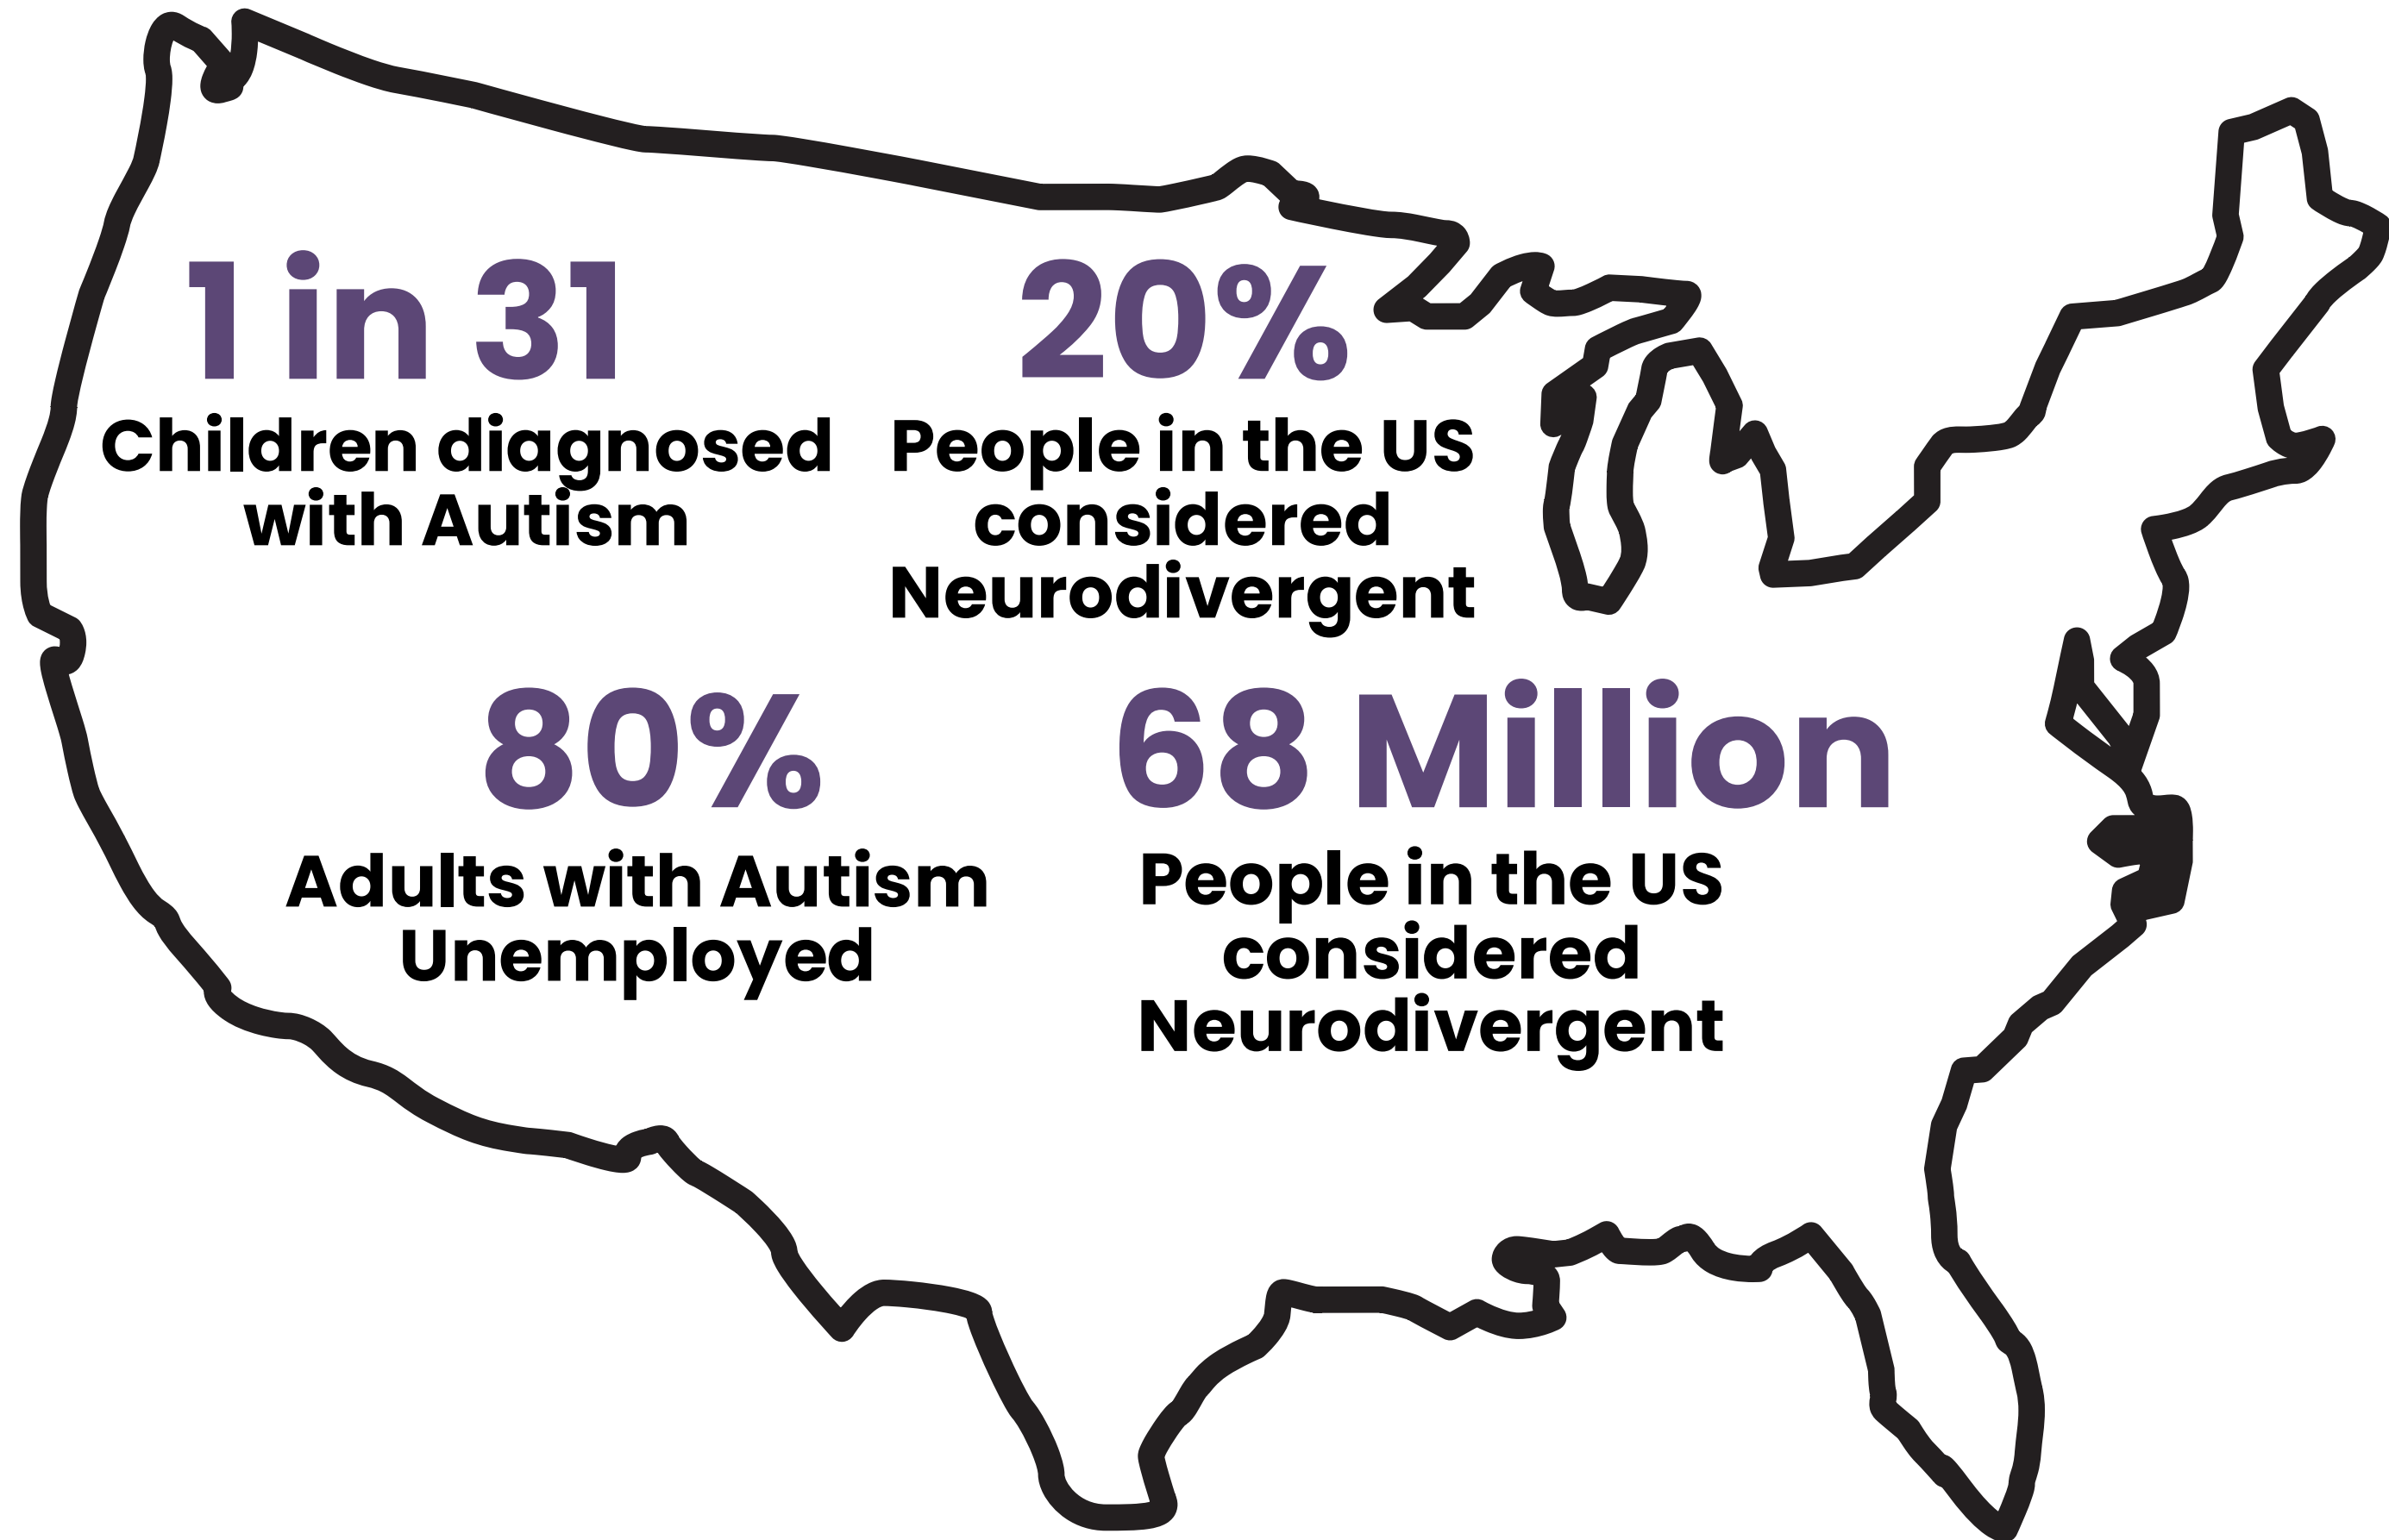 1 in 31
Children diagnosed
with Autism
20%
People in the US
considered
Neurodivergent
80%
Adults with Autism
Unemployed
68 Million
People in the US
considered
Neurodivergent